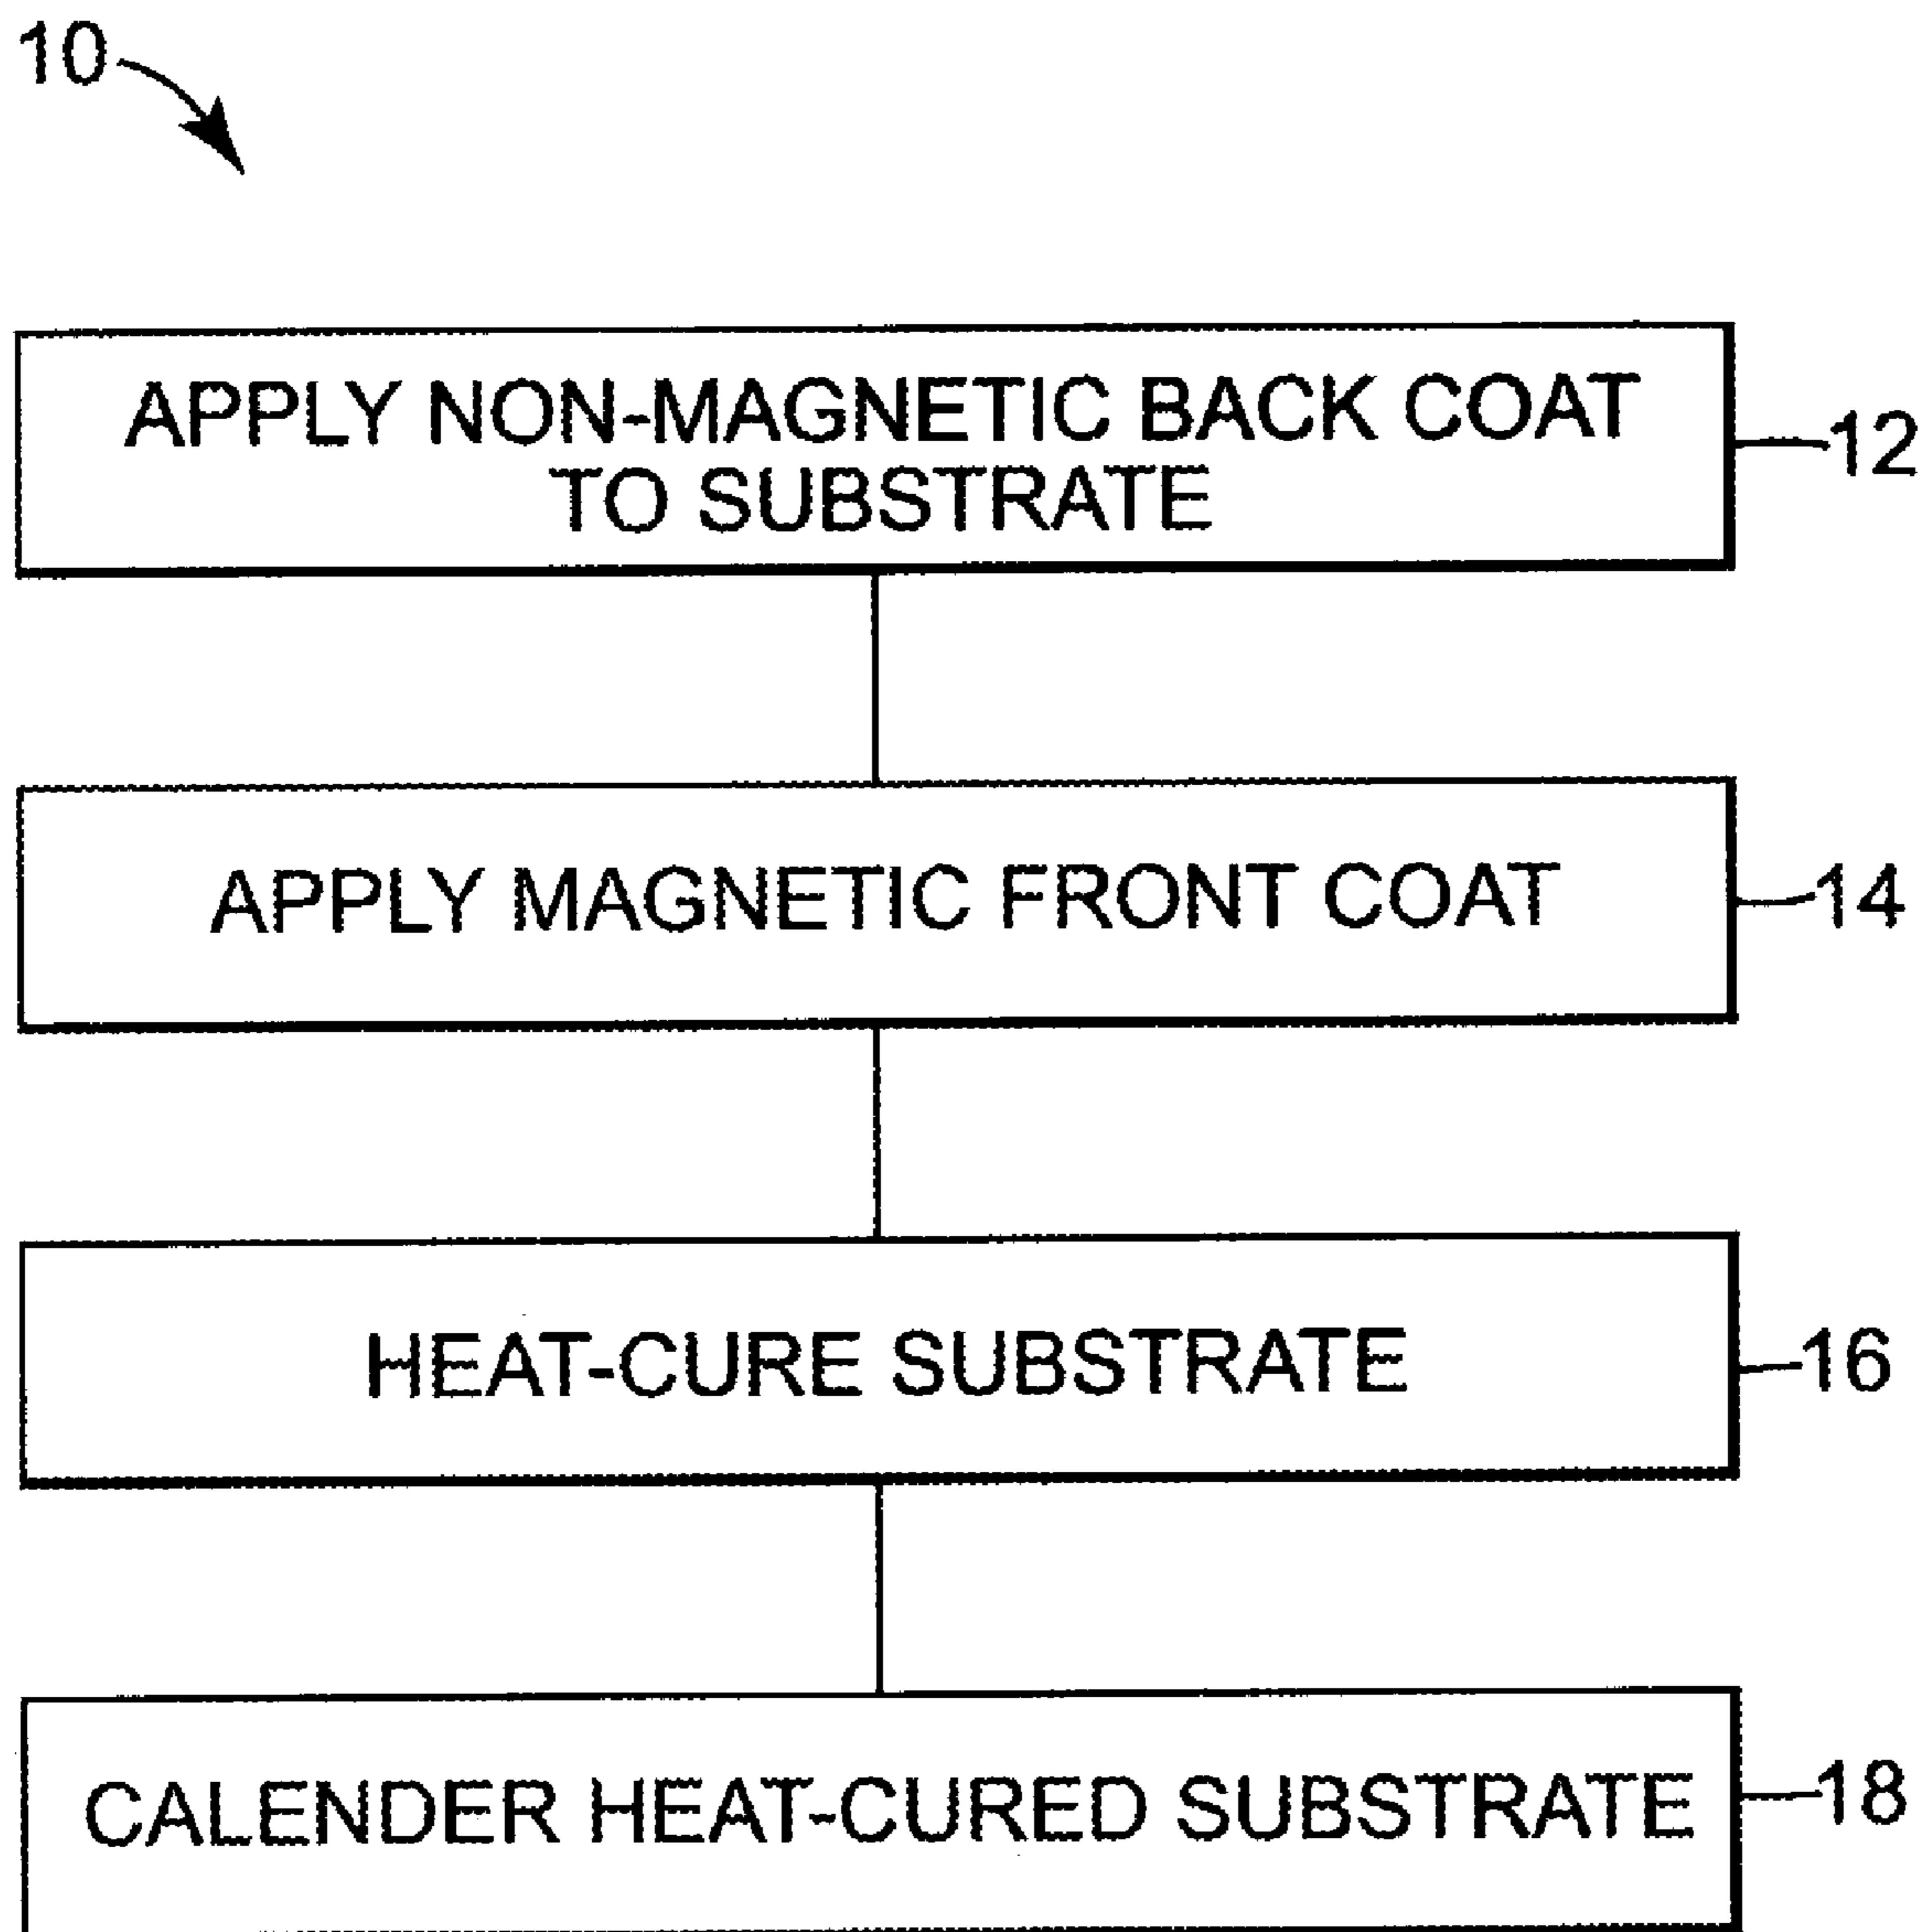 10
APPLY NON-MAGNETIC BACK COAT
TO SUBSTRATE
12
APPLY MAGNETIC FRONT COAT
14
HEAT-CURE SUBSTRATE
16
CALENDER HEAT-CURED SUBSTRATE
18